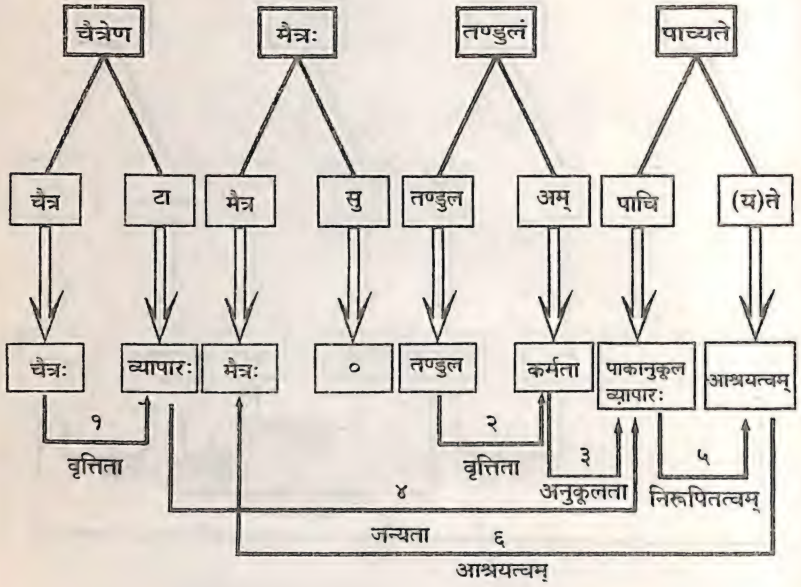 चैत्रेण मैत्रः तण्डुलं पाच्यते
चैत्र टा मैत्र सु तण्डुल अम् पाचि (य)ते
चैत्रः व्यापारः मैत्रः ० तण्डुल कर्मता पाकानुकूल आश्रयत्वम्
व्यापारः
१ २ ३ ५
वृत्तिता वृत्तिता अनुकूलता निरूपितत्वम्
४
जन्यता ६
आश्रयत्वम्